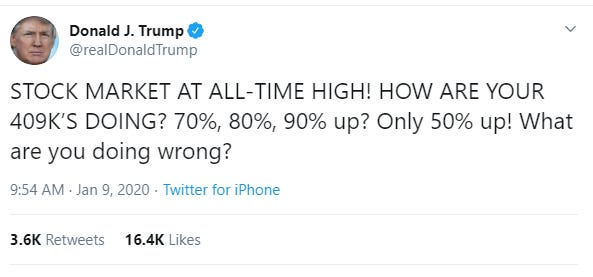 Donald J. Trump
@realDonaldTrump
STOCK MARKET AT ALL-TIME HIGH! HOW ARE YOUR
409K'S DOING? 70%, 80%, 90% up? Only 50% up! What
are you doing wrong?
9:54 AM · Jan 9, 2020 · Twitter for iPhone
3.6K Retweets 16.4K Likes